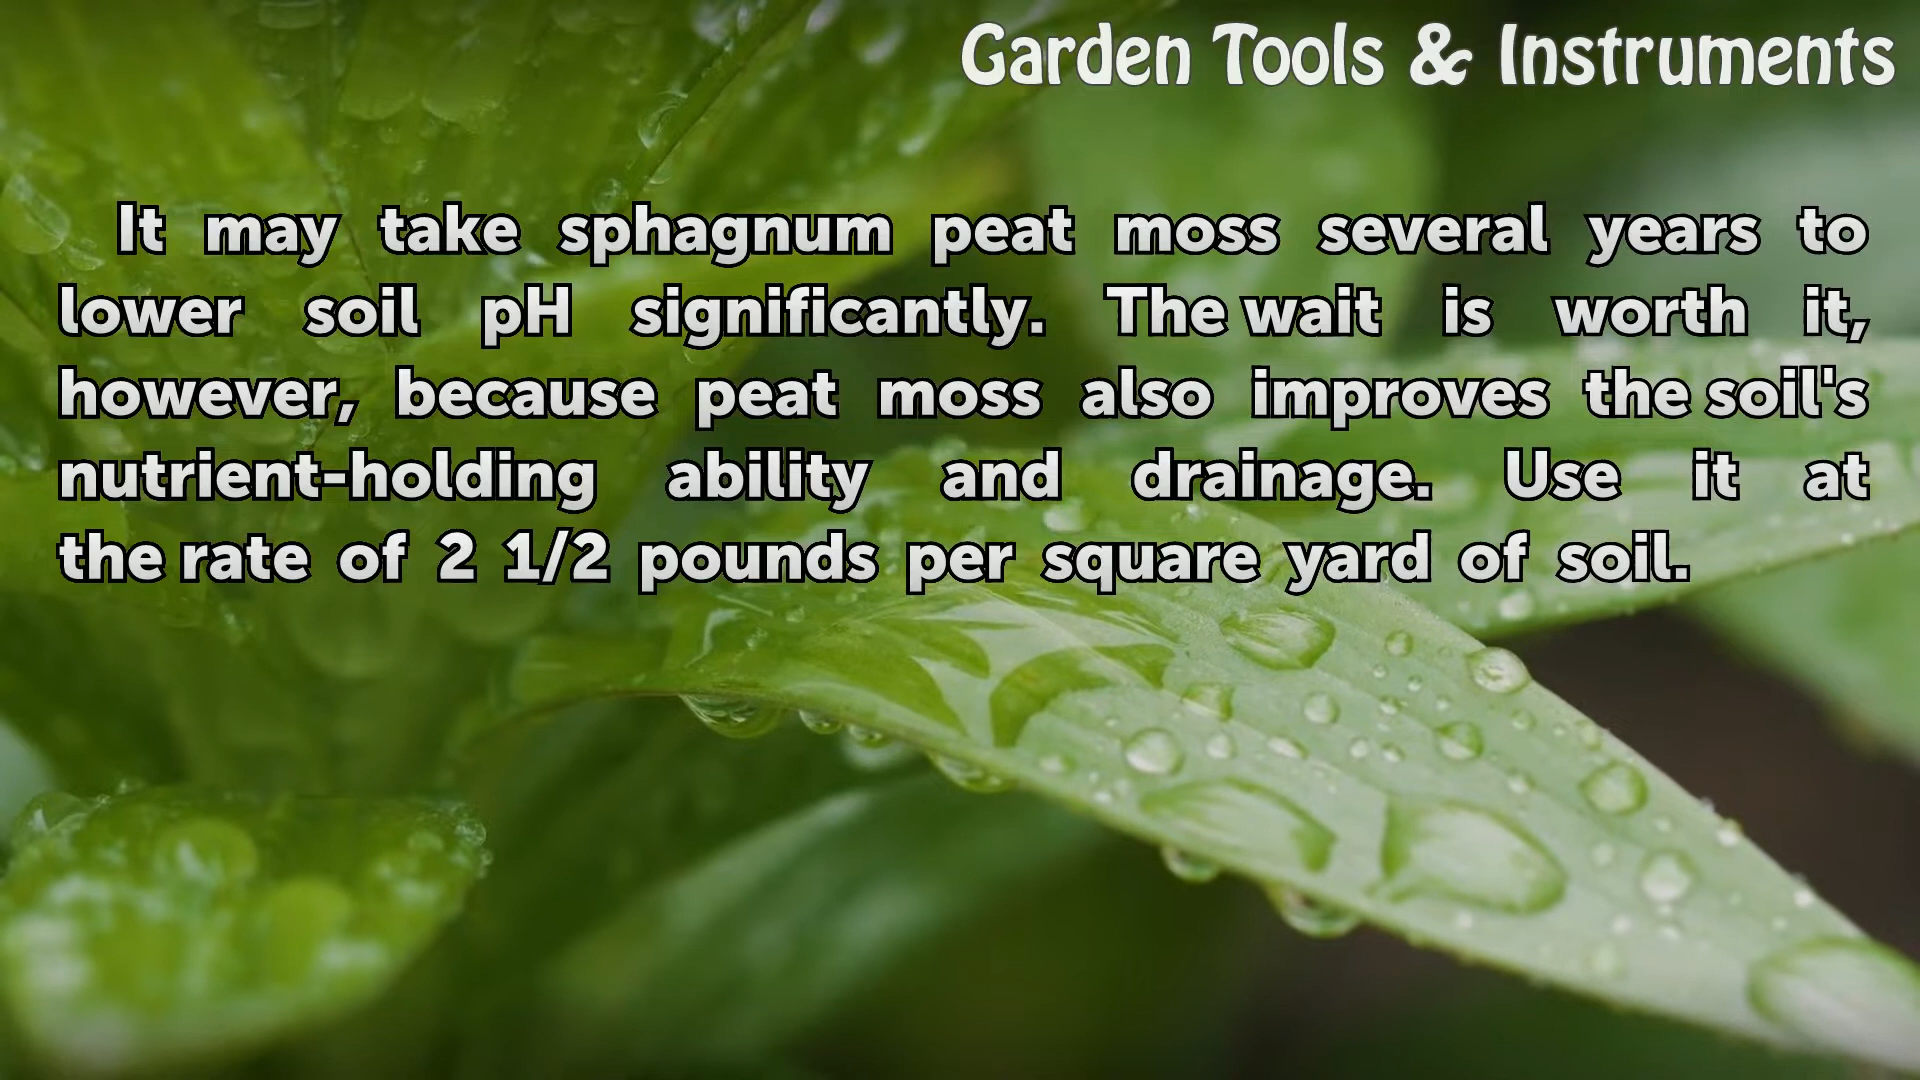 Garden Tools & Instruments
It may take sphagnum peat moss several years to
lower soil pH significantly. The wait is worth it,
however, because peat moss also improves the soil's
nutrient-holding ability and drainage. Use it at
the rate of 2 1/2 pounds per square yard of soil.